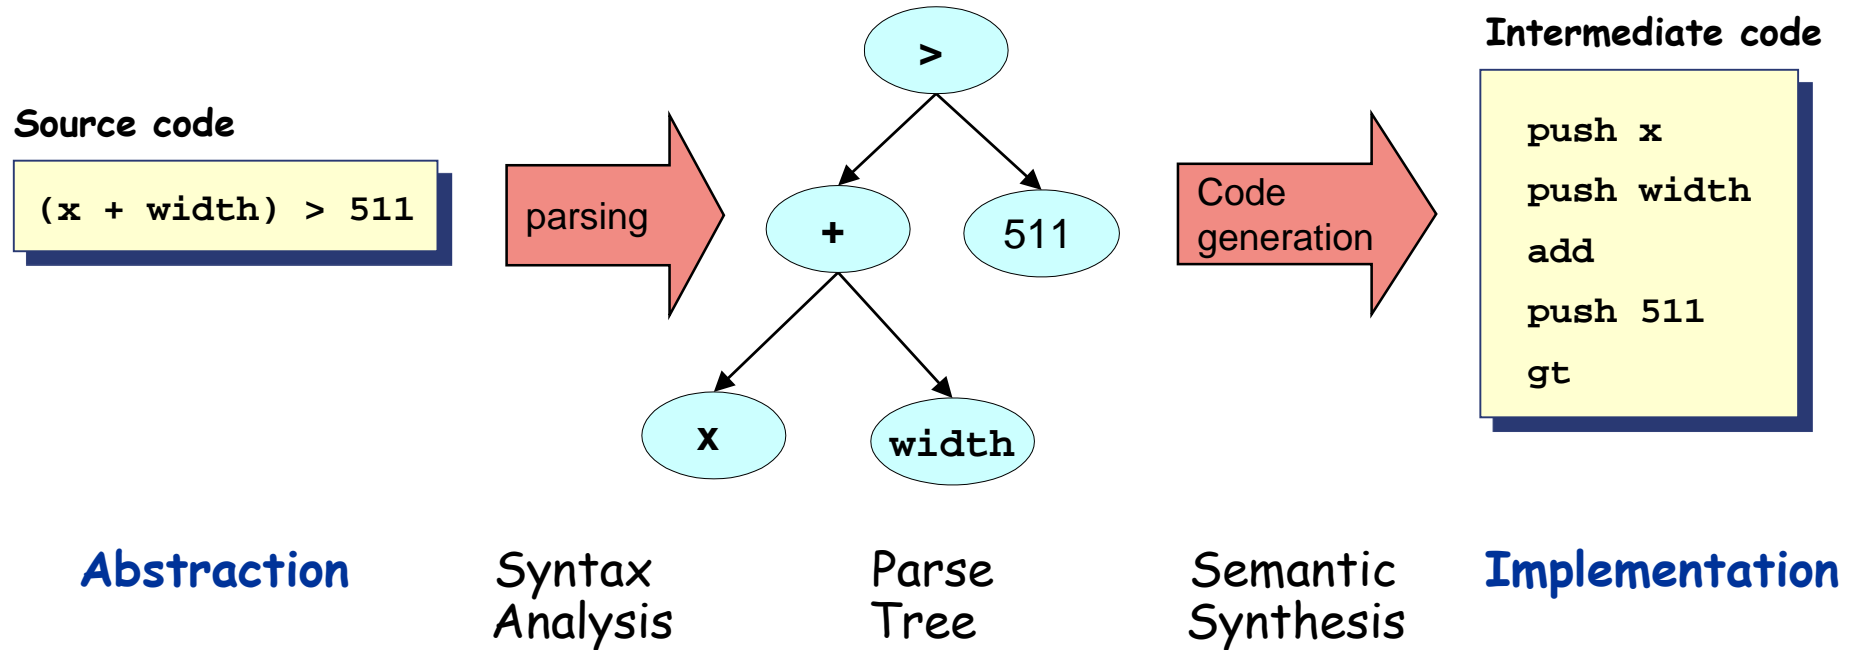 Source code
(x + width) > 511
parsing
>
+
511
x
width
Code
generation
Intermediate code
push x
push width
add
push 511
gt
Abstraction
Syntax
Analysis
Parse
Tree
Semantic
Synthesis
Implementation